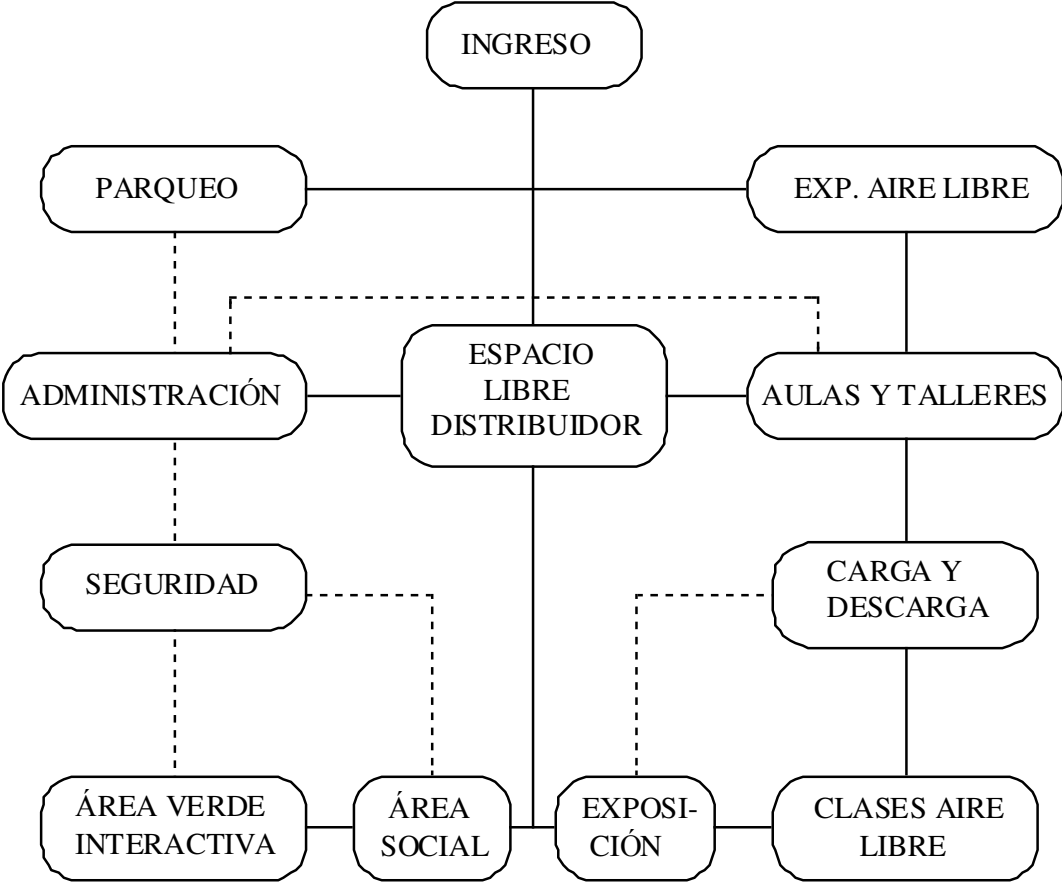 INGRESO
PARQUEO
EXP. AIRE LIBRE
ADMINISTRACIÓN
ESPACIO
LIBRE
DISTRIBUIDOR
AULAS Y TALLERES
SEGURIDAD
CARGA Y
DESCARGA
ÁREA VERDE
INTERACTIVA
ÁREA
SOCIAL
EXPOSI-
CIÓN
CLASES AIRE
LIBRE